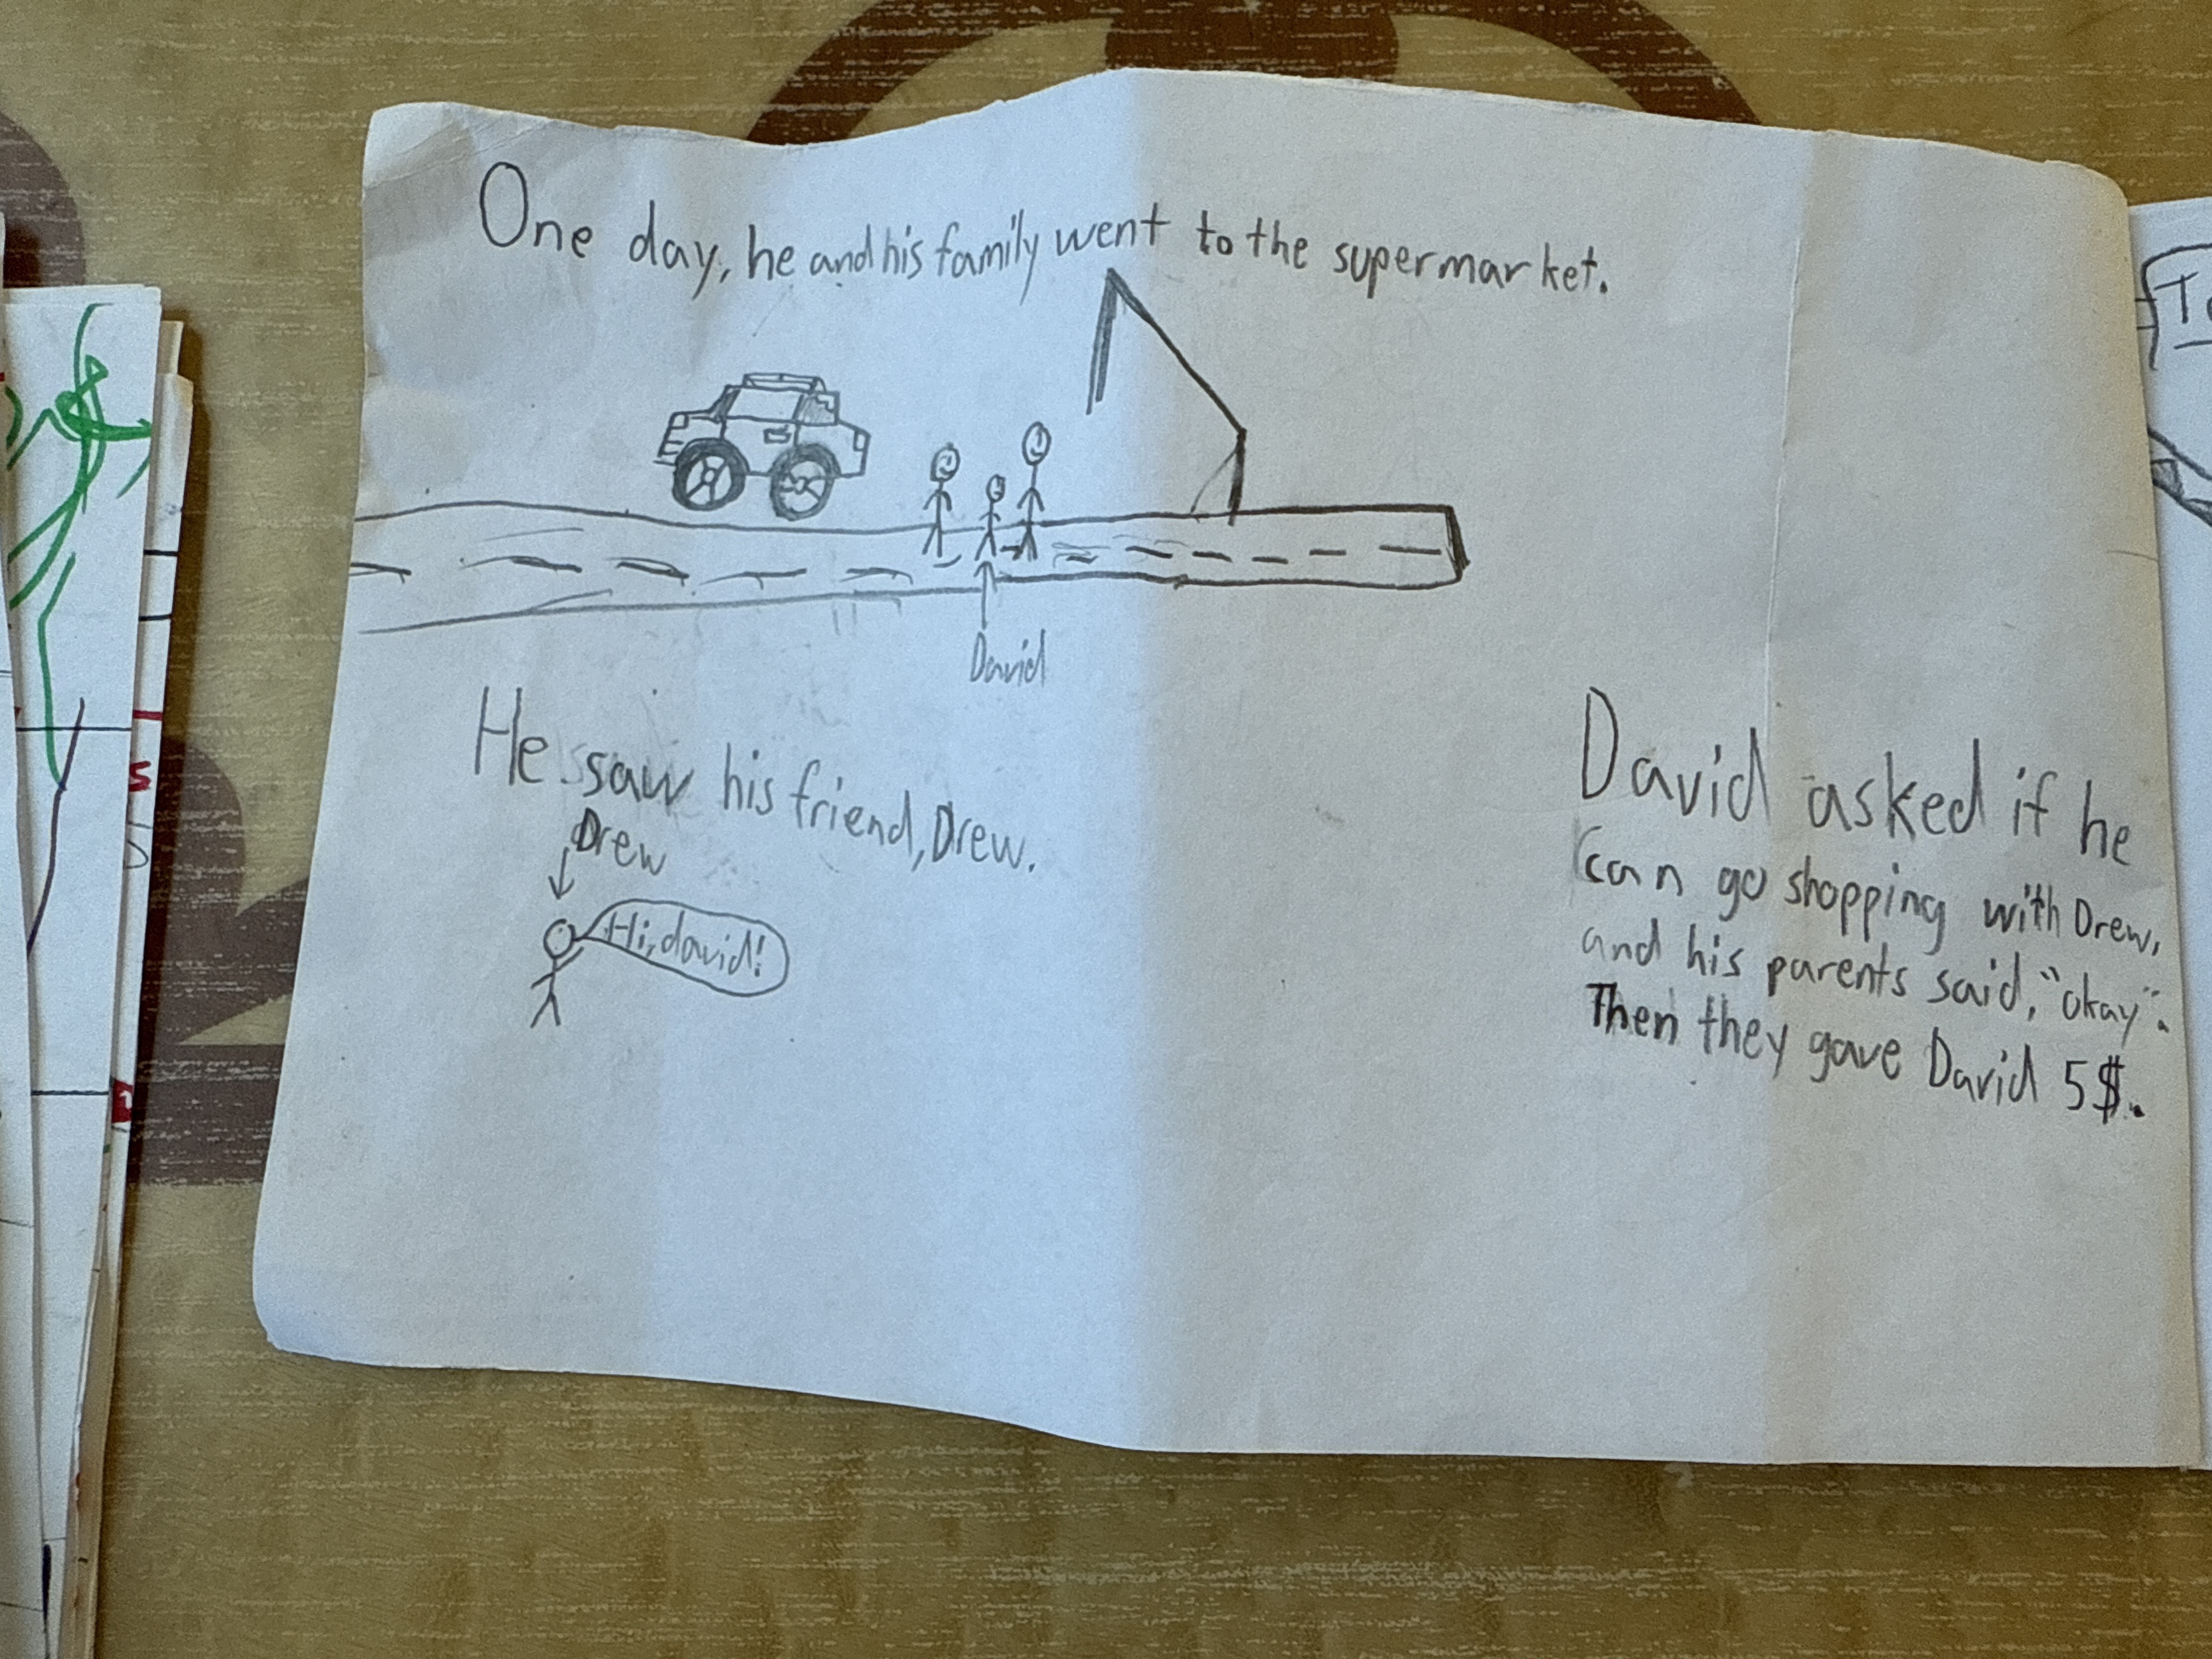 One day, he and his family went to the supermarket.
David
He saw his friend, Drew.
Drew
Hi, david!
David asked if he
can go shopping with Drew,
and his parents said, "okay".
Then they gave David 5$.